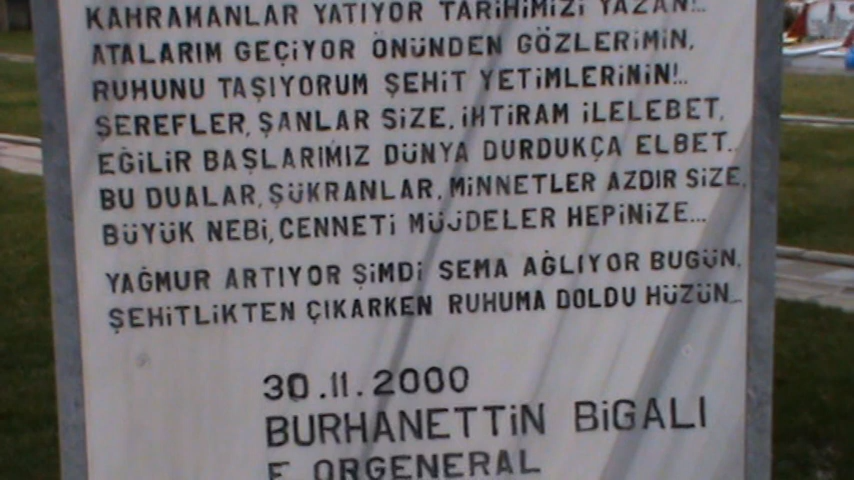 KAHRAMANLAR YATIYOR TARİHİMİZİ YAZAN!..
ATALARIM GEÇİYOR ÖNÜNDEN GÖZLERİMİN,
RUHUNU TAŞIYORUM ŞEHİT YETİMLERİNİN!..
ŞEREFLER, ŞANLAR SİZE, İHTİRAM İLELEBET,
EĞİLİR BAŞLARIMIZ DÜNYA DURDUKÇA ELBET..
BU DUALAR, ŞÜKRANLAR, MİNNETLER AZDIR SİZE,
BÜYÜK NEBİ, CENNETİ MÜJDELER HEPİNİZE...
YAĞMUR ARTIYOR ŞİMDİ SEMA AĞLIYOR BUGÜN,
ŞEHİTLİKTEN ÇIKARKEN RUHUMA DOLDU HÜZÜN...
30.11.2000
BURHANETTİN BİGALI
E. ORGENERAL